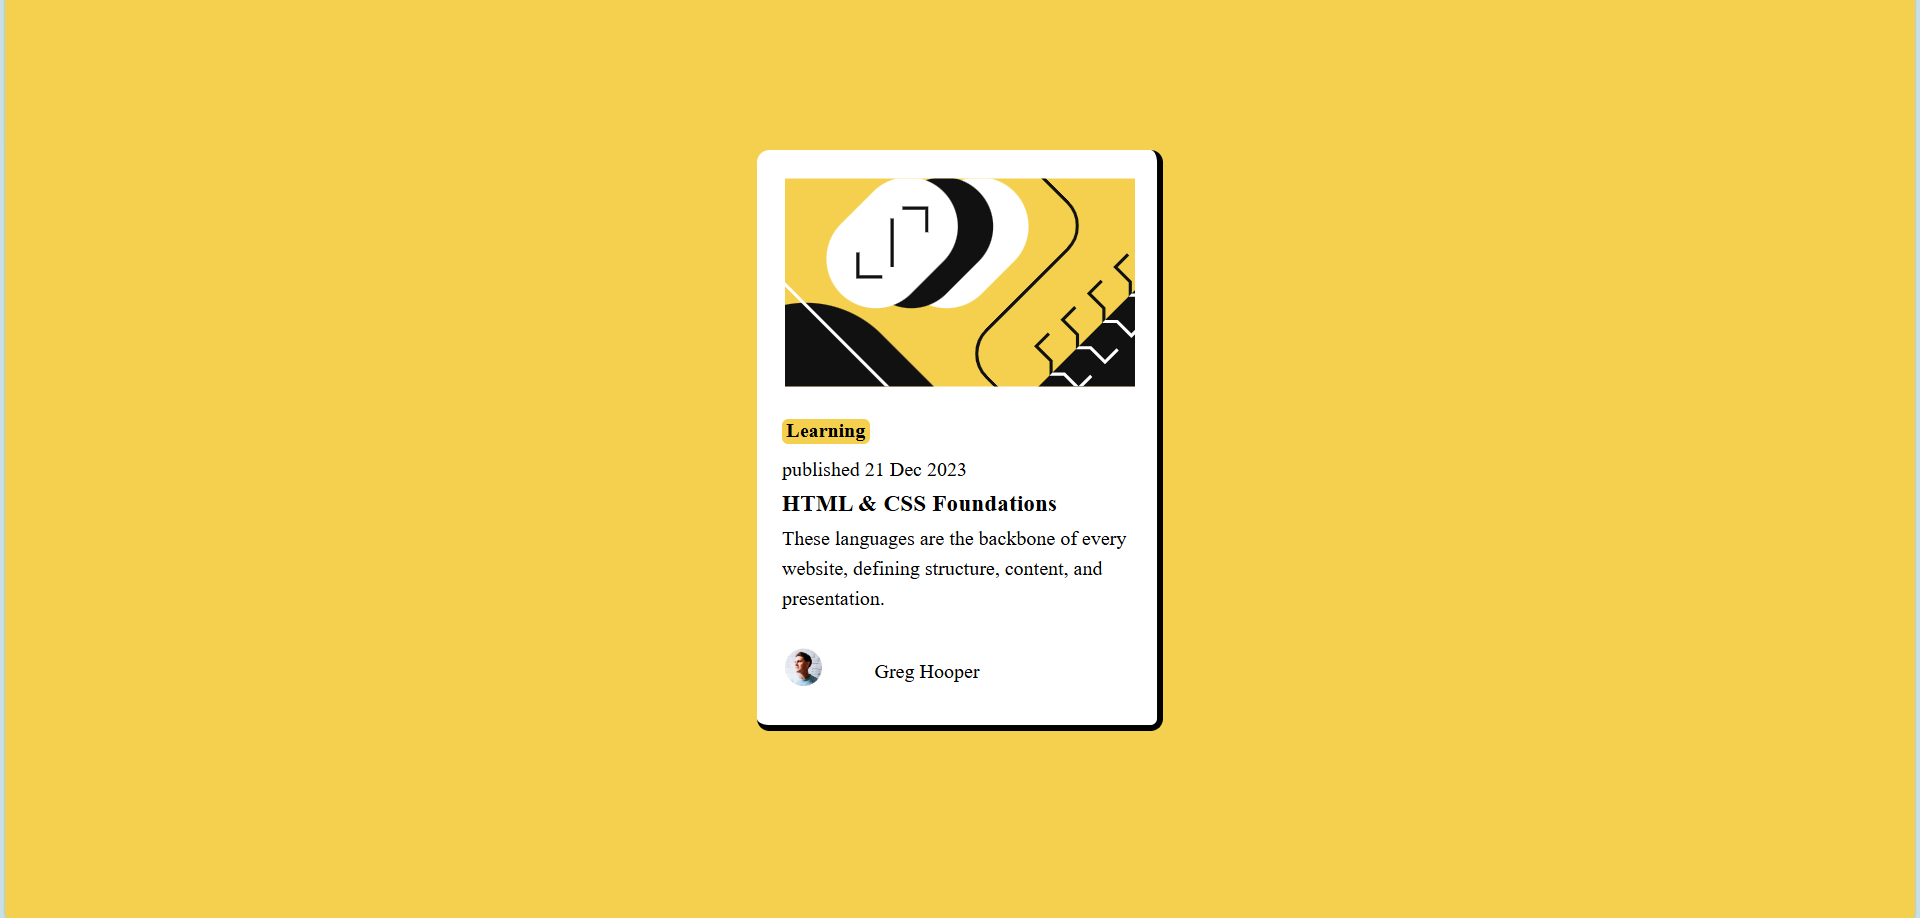 Learning
published 21 Dec 2023
HTML & CSS Foundations
These languages are the backbone of every
website, defining structure, content, and
presentation.
Greg Hooper